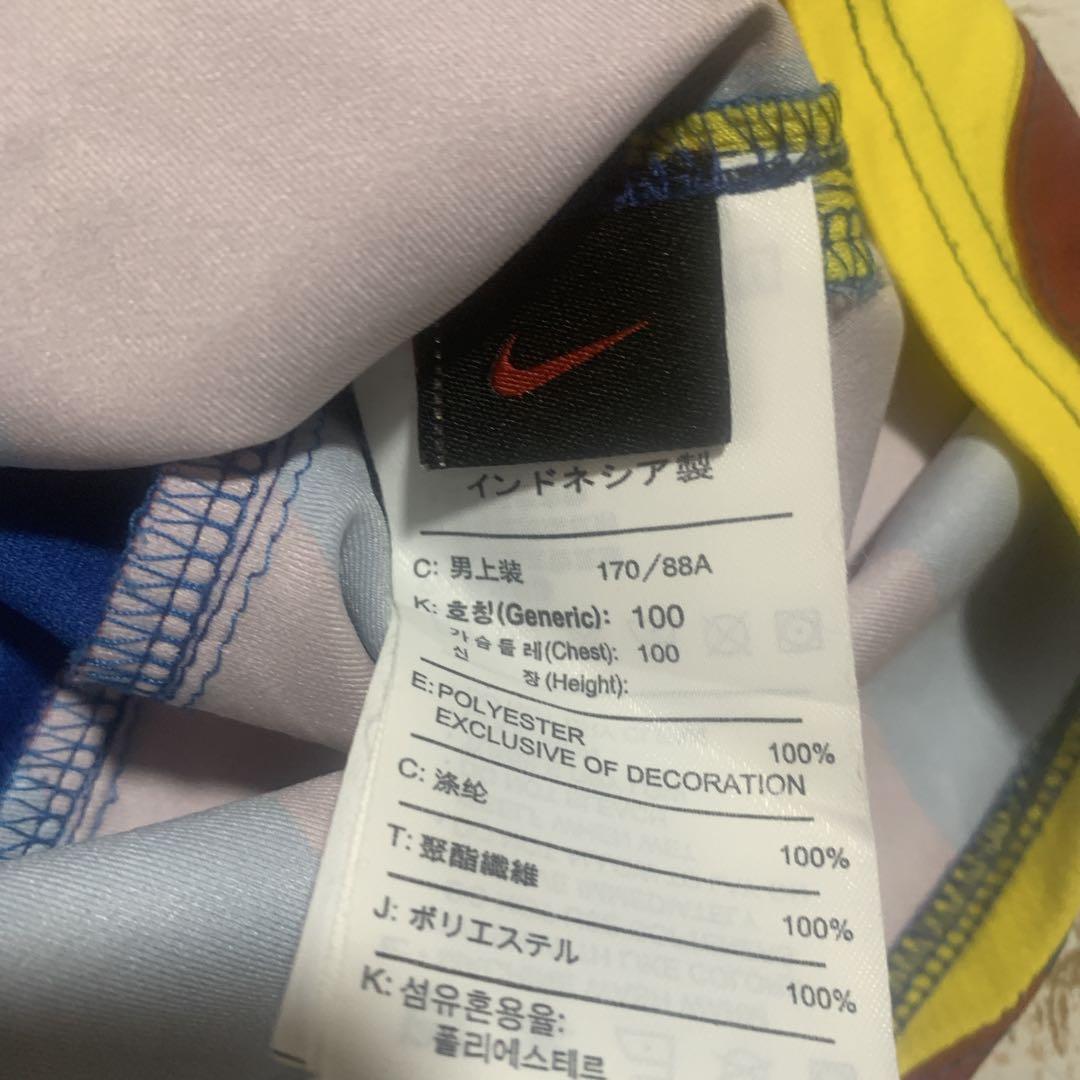 インドネシア製
C: 男上装 170/88A
K: 호칭(Generic): 100
가슴둘레(Chest): 100
신
장(Height):
E: POLYESTER 100%
EXCLUSIVE OF DECORATION
C: 涤纶 100%
T: 聚酯纖維 100%
J: ポリエステル 100%
K: 섬유혼용율:
폴리에스테르